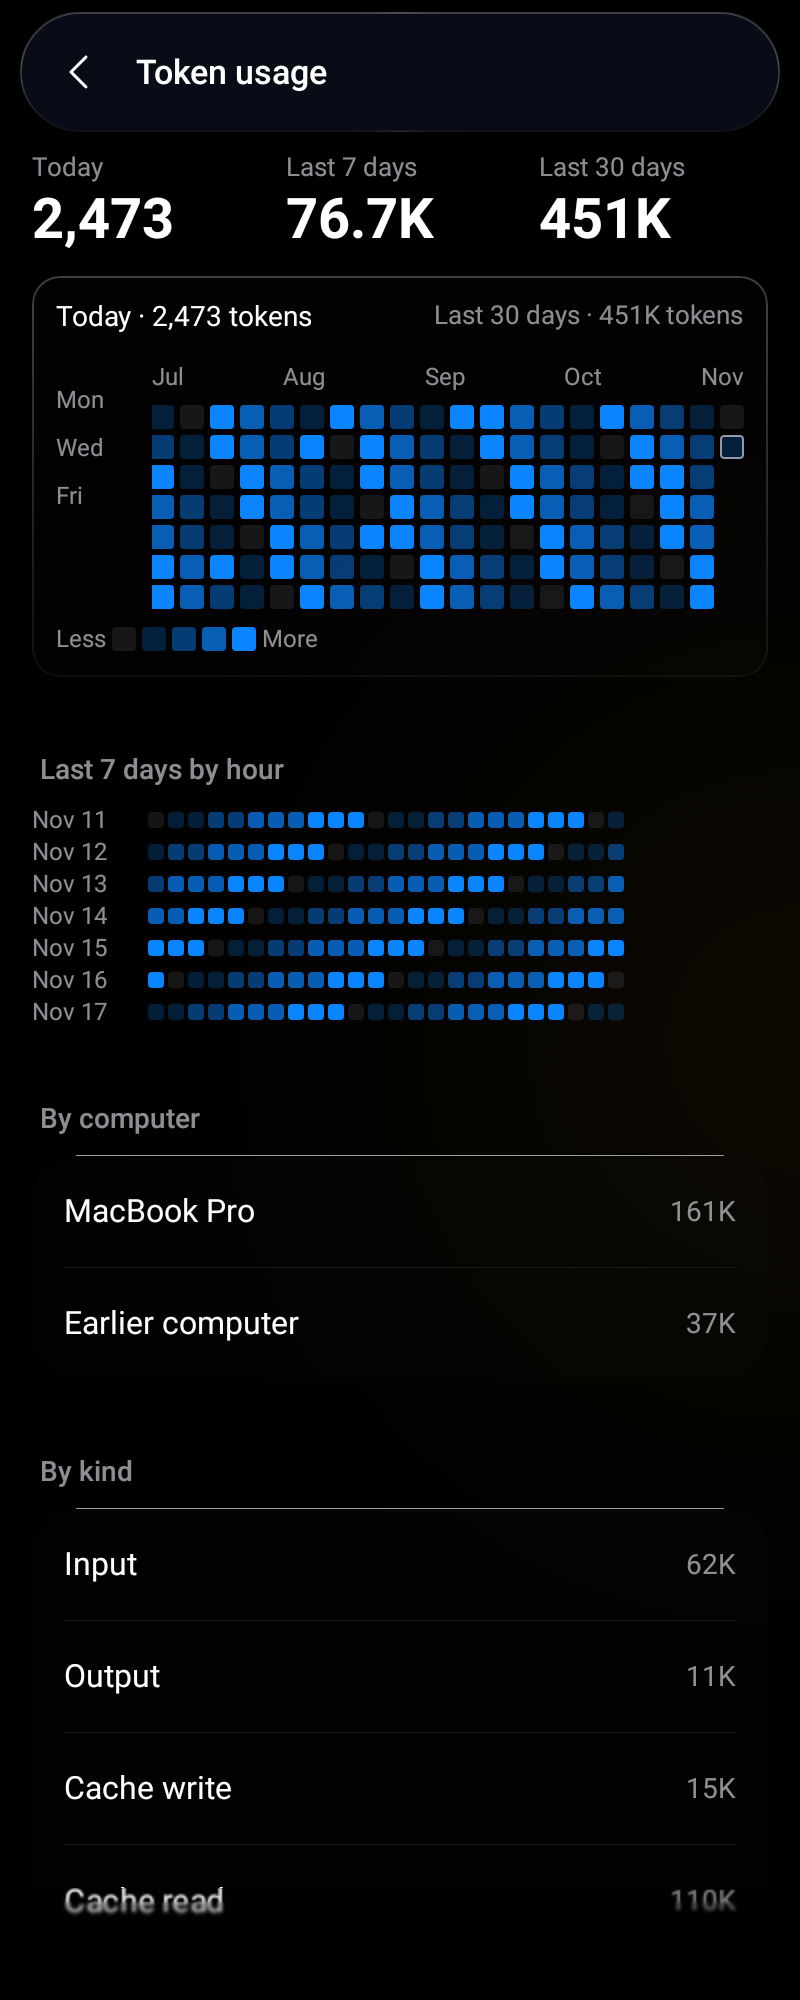 Token usage
Today
Last 7 days
Last 30 days
2,473
76.7K
451K
Today · 2,473 tokens
Last 30 days · 451K tokens
Jul
Aug
Sep
Oct
Nov
Mon
Wed
Fri
Less
More
Last 7 days by hour
Nov 11
Nov 12
Nov 13
Nov 14
Nov 15
Nov 16
Nov 17
By computer
MacBook Pro
161K
Earlier computer
37K
By kind
Input
62K
Output
11K
Cache write
15K
Cache read
110K